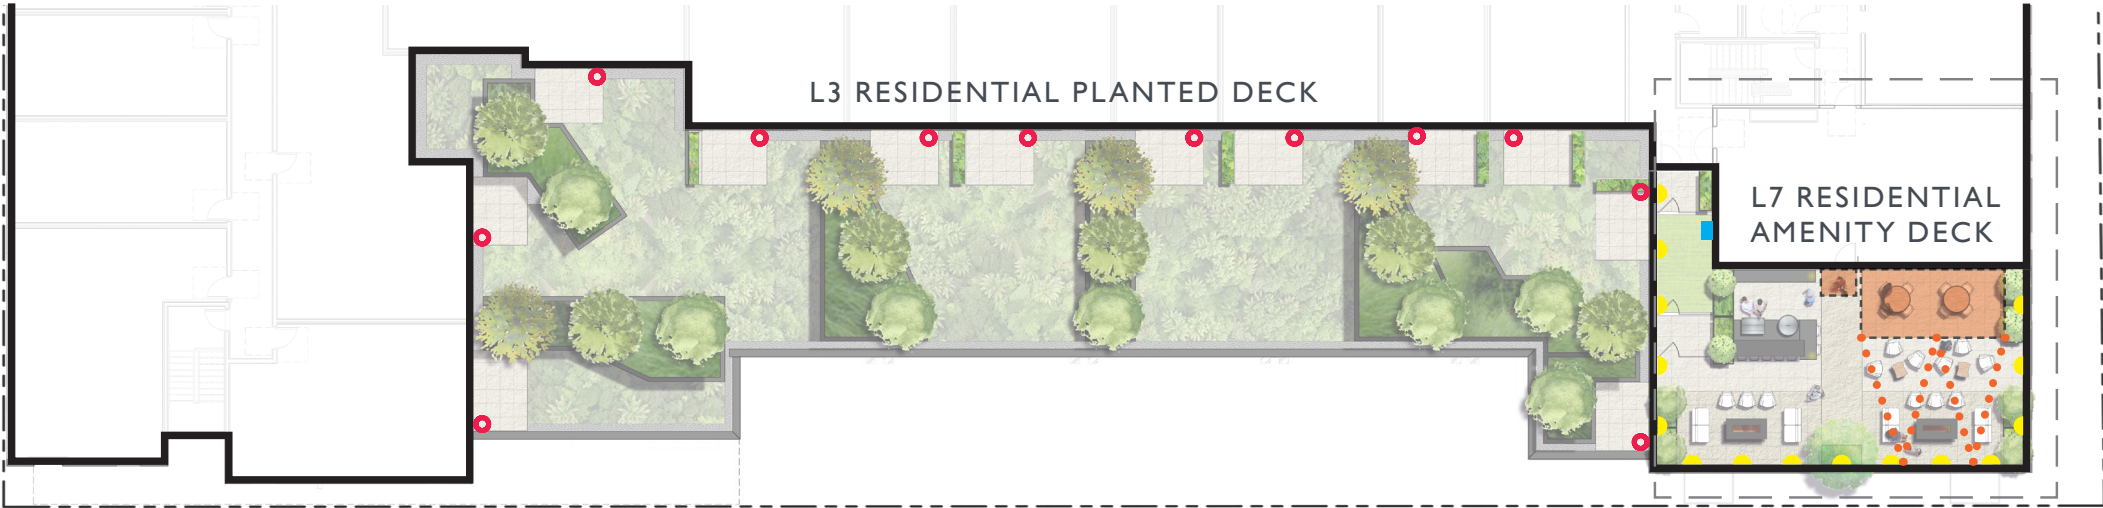 L3 RESIDENTIAL PLANTED DECK
L7 RESIDENTIAL
AMENITY DECK